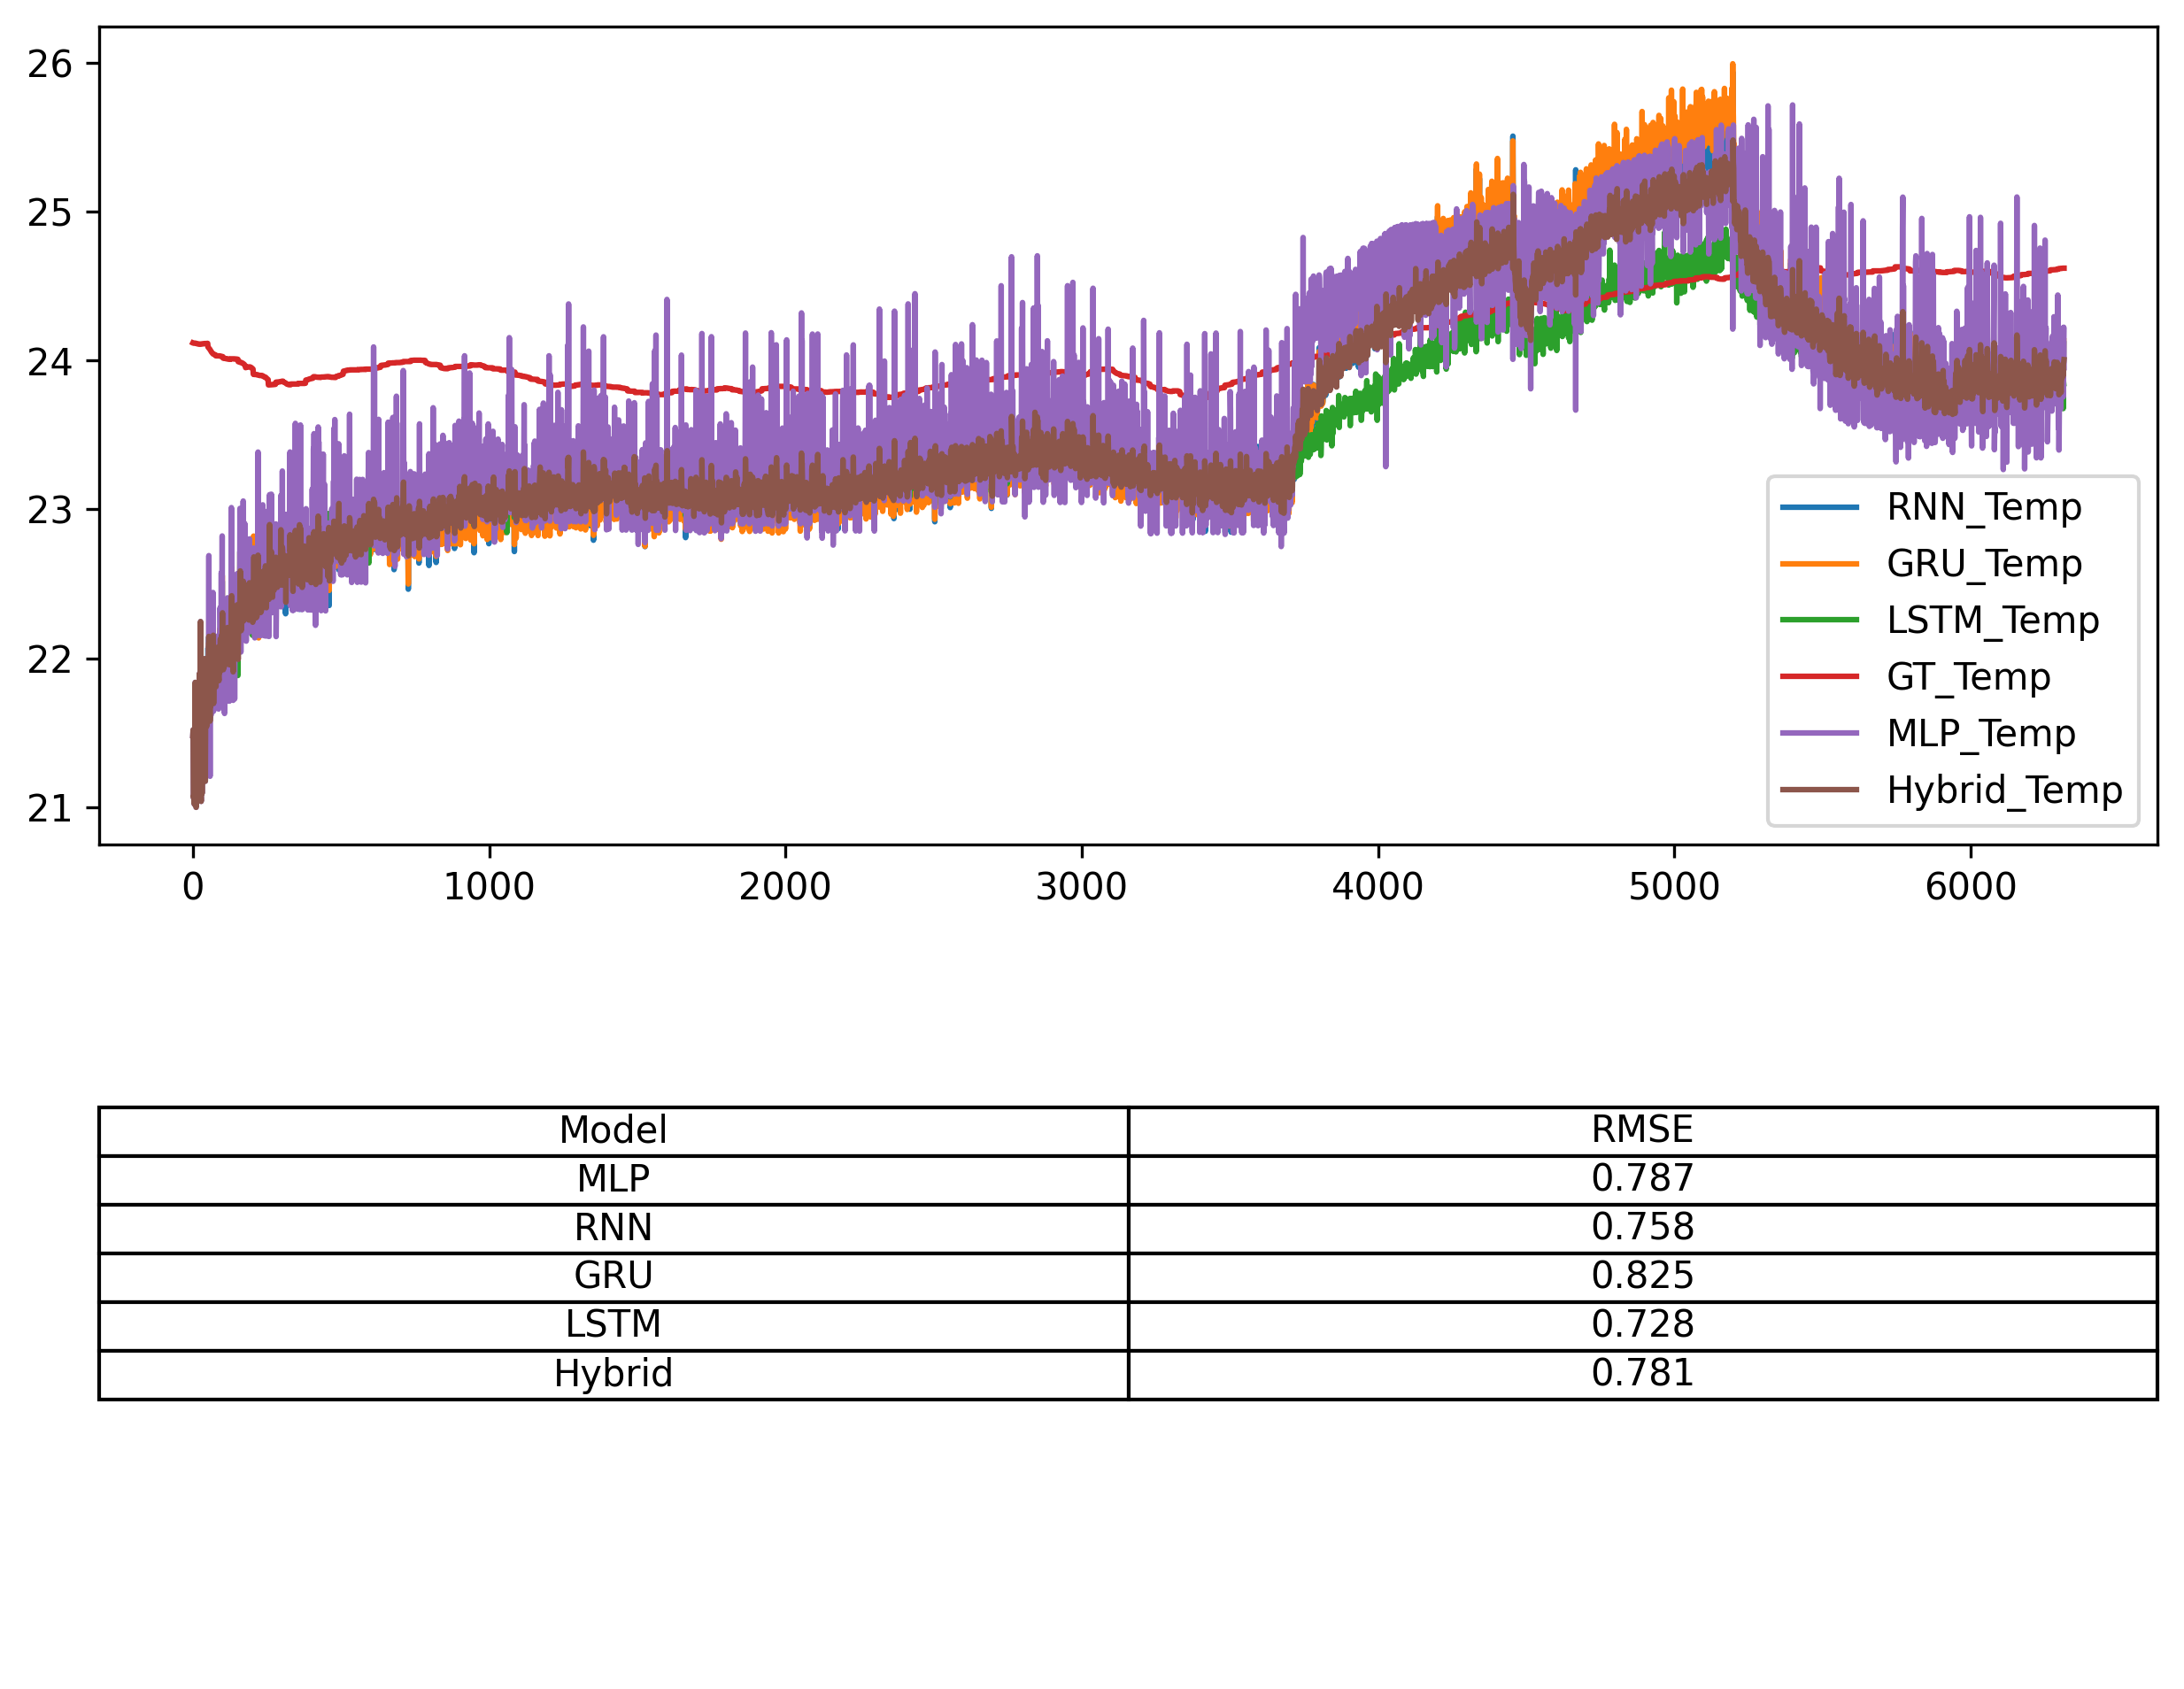 26
25
24
23
22
21
0 1000 2000 3000 4000 5000 6000
RNN_Temp
GRU_Temp
LSTM_Temp
GT_Temp
MLP_Temp
Hybrid_Temp
Model RMSE
MLP 0.787
RNN 0.758
GRU 0.825
LSTM 0.728
Hybrid 0.781